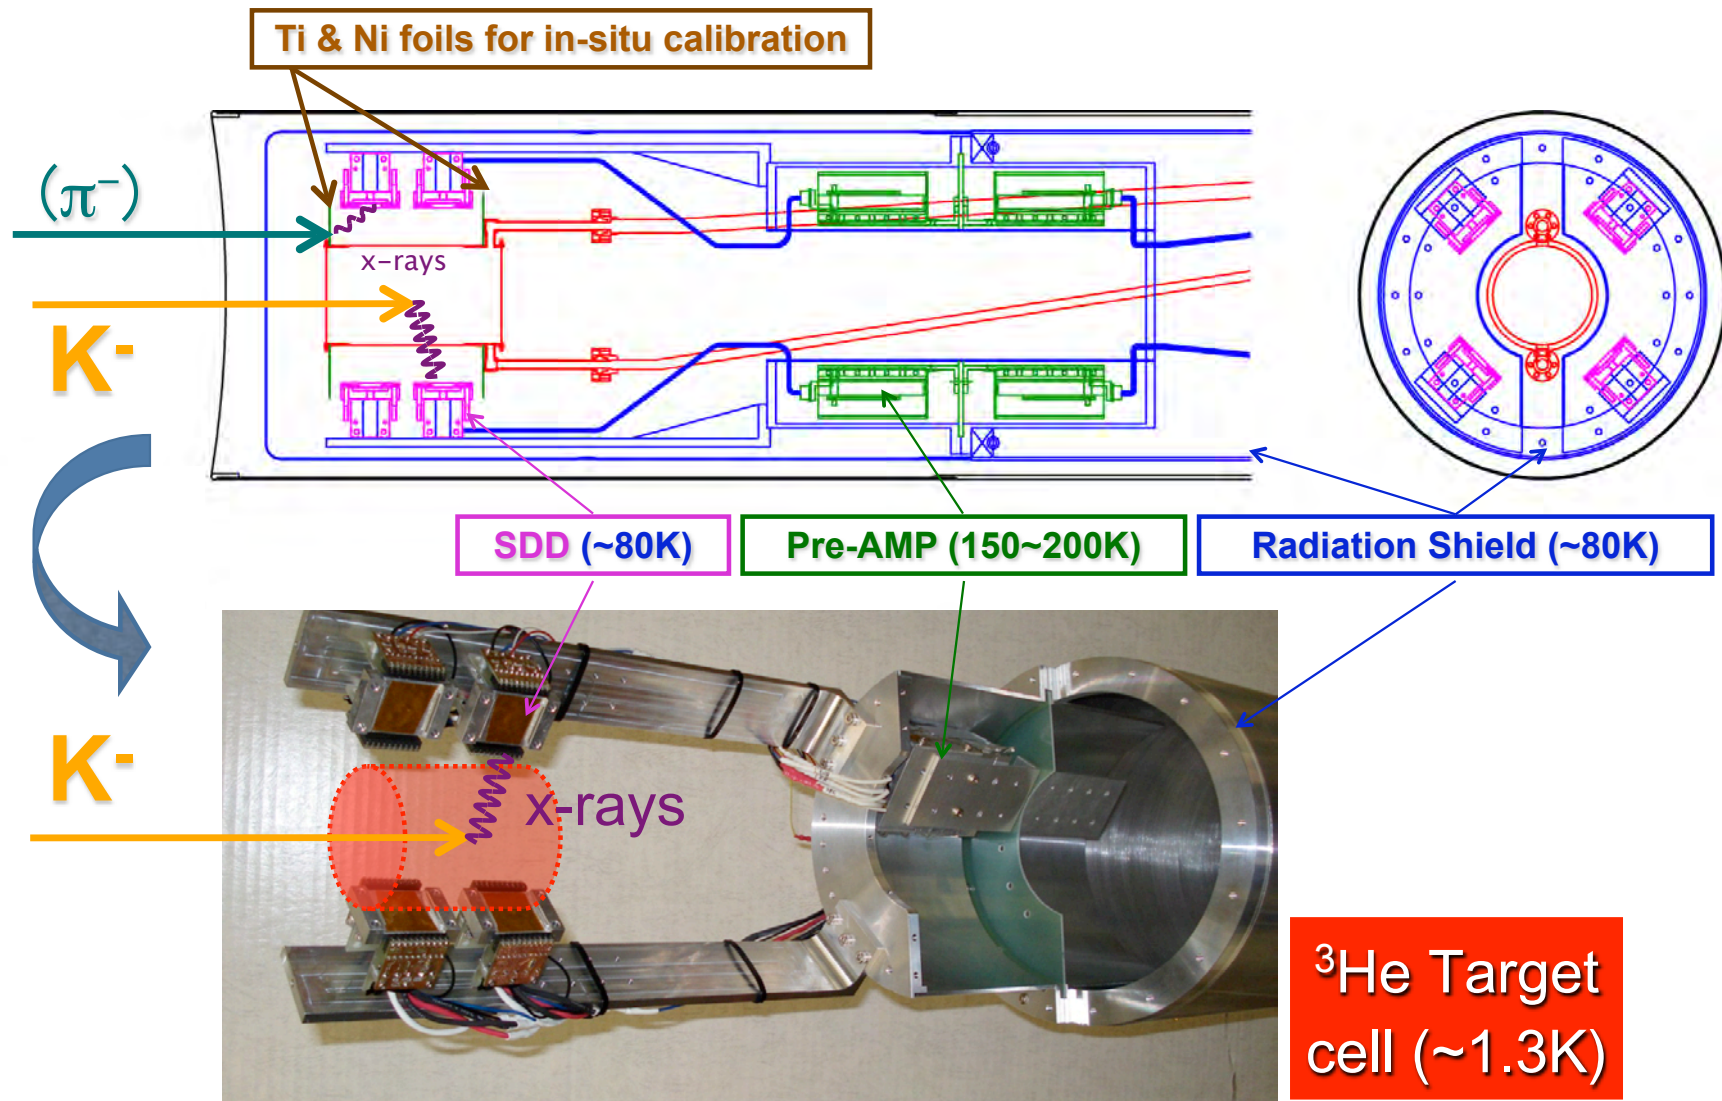 Ti & Ni foils for in-situ calibration
(π⁻)
x-rays
K⁻
SDD (~80K)
Pre-AMP (150~200K)
Radiation Shield (~80K)
K⁻
x-rays
³He Target
cell (~1.3K)